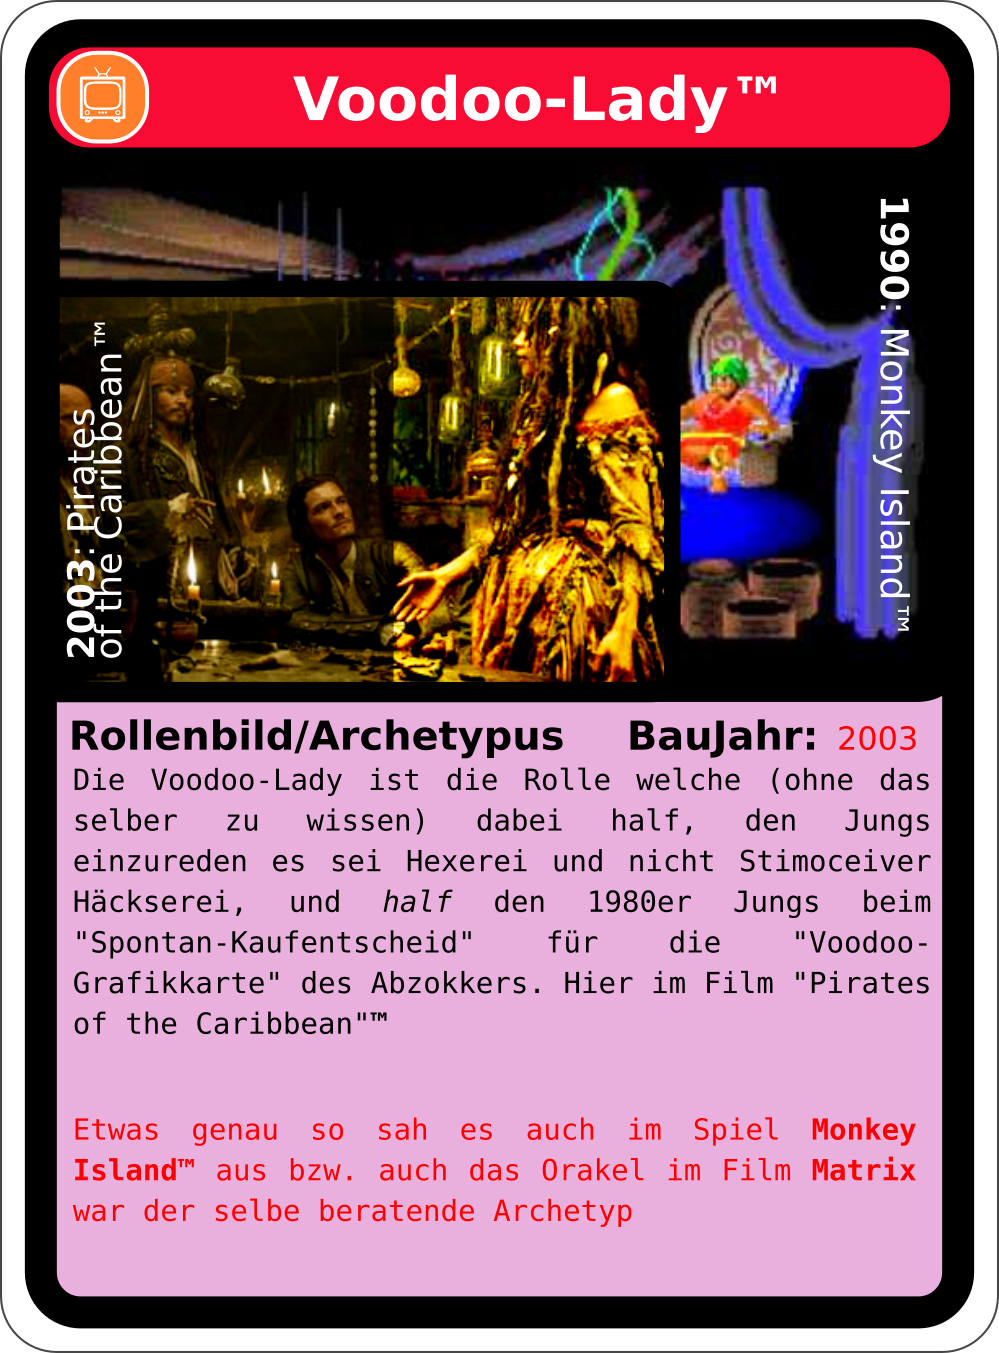 Voodoo-Lady™
1990: Monkey Island™
2003: Pirates
of the Caribbean™
Rollenbild/Archetypus BauJahr: 2003
Die Voodoo-Lady ist die Rolle welche (ohne das
selber zu wissen) dabei half, den Jungs
einzureden es sei Hexerei und nicht Stimoceiver
Häckserei, und half den 1980er Jungs beim
"Spontan-Kaufentscheid" für die "Voodoo-
Grafikkarte" des Abzokkers. Hier im Film "Pirates
of the Caribbean"™
Etwas genau so sah es auch im Spiel Monkey
Island™ aus bzw. auch das Orakel im Film Matrix
war der selbe beratende Archetyp